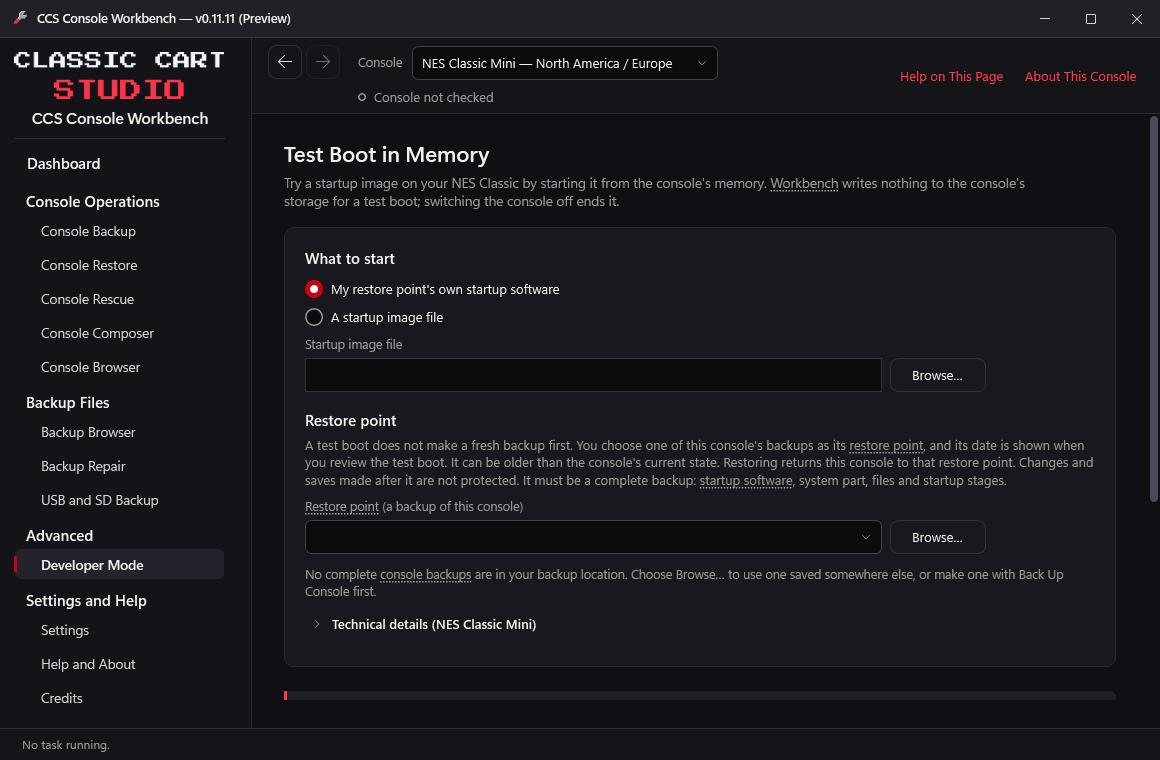 CCS Console Workbench — v0.11.11 (Preview)
CLASSIC CART
STUDIO
CCS Console Workbench
Dashboard
Console Operations
Console Backup
Console Restore
Console Rescue
Console Composer
Console Browser
Backup Files
Backup Browser
Backup Repair
USB and SD Backup
Advanced
Developer Mode
Settings and Help
Settings
Help and About
Credits
Console
NES Classic Mini — North America / Europe
Console not checked
Help on This Page
About This Console
Test Boot in Memory
Try a startup image on your NES Classic by starting it from the console's memory. Workbench writes nothing to the console's
storage for a test boot; switching the console off ends it.
What to start
My restore point's own startup software
A startup image file
Startup image file
Browse...
Restore point
A test boot does not make a fresh backup first. You choose one of this console's backups as its restore point, and its date is shown when
you review the test boot. It can be older than the console's current state. Restoring returns this console to that restore point. Changes and
saves made after it are not protected. It must be a complete backup: startup software, system part, files and startup stages.
Restore point (a backup of this console)
Browse...
No complete console backups are in your backup location. Choose Browse... to use one saved somewhere else, or make one with Back Up
Console first.
Technical details (NES Classic Mini)
No task running.